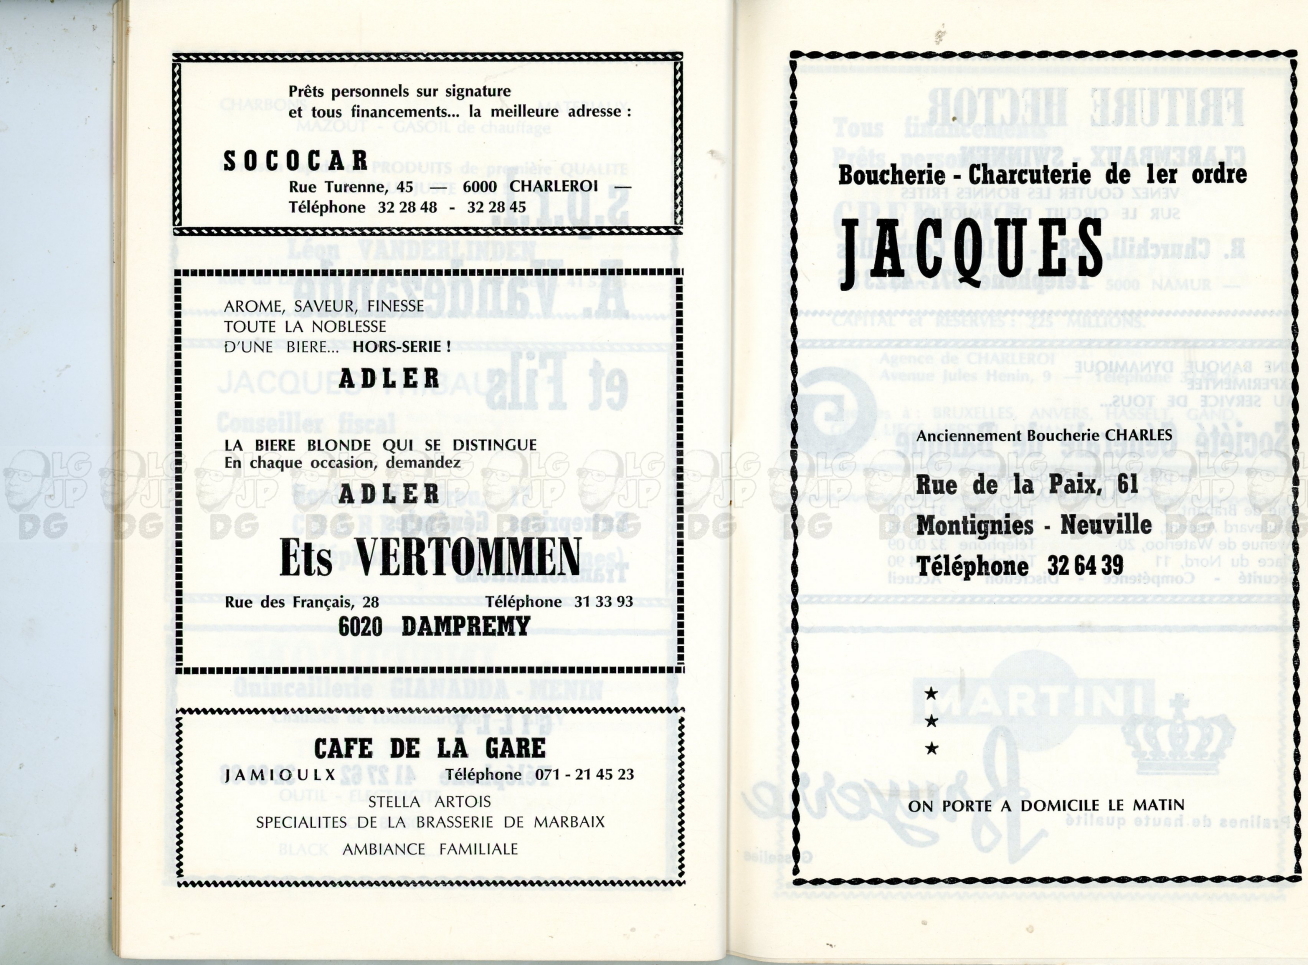 Prêts personnels sur signature
et tous financements... la meilleure adresse :
SOCOCAR
Rue Turenne, 45 — 6000 CHARLEROI —
Téléphone 32 28 48 - 32 28 45
AROME, SAVEUR, FINESSE
TOUTE LA NOBLESSE
D'UNE BIERE... HORS-SERIE !
ADLER
LA BIERE BLONDE QUI SE DISTINGUE
En chaque occasion, demandez
ADLER
Ets VERTOMMEN
Rue des Français, 28 Téléphone 31 33 93
6020 DAMPREMY
CAFE DE LA GARE
JAMIOULX Téléphone 071 - 21 45 23
STELLA ARTOIS
SPECIALITES DE LA BRASSERIE DE MARBAIX
AMBIANCE FAMILIALE
Boucherie - Charcuterie de 1er ordre
JACQUES
Anciennement Boucherie CHARLES
Rue de la Paix, 61
Montignies - Neuville
Téléphone 32 64 39
ON PORTE A DOMICILE LE MATIN